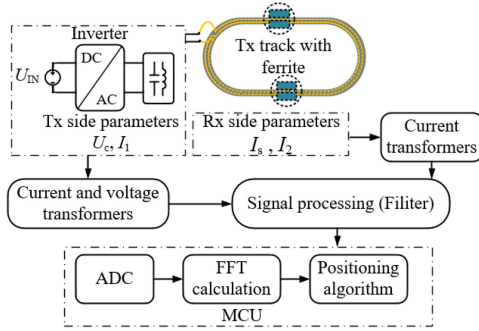 Inverter
DC
U_IN
AC
Tx track with
ferrite
Tx side parameters
U_c, I_1
Rx side parameters
I_s , I_2
Current
transformers
Current and voltage
transformers
Signal processing (Filiter)
ADC
FFT
calculation
Positioning
algorithm
MCU